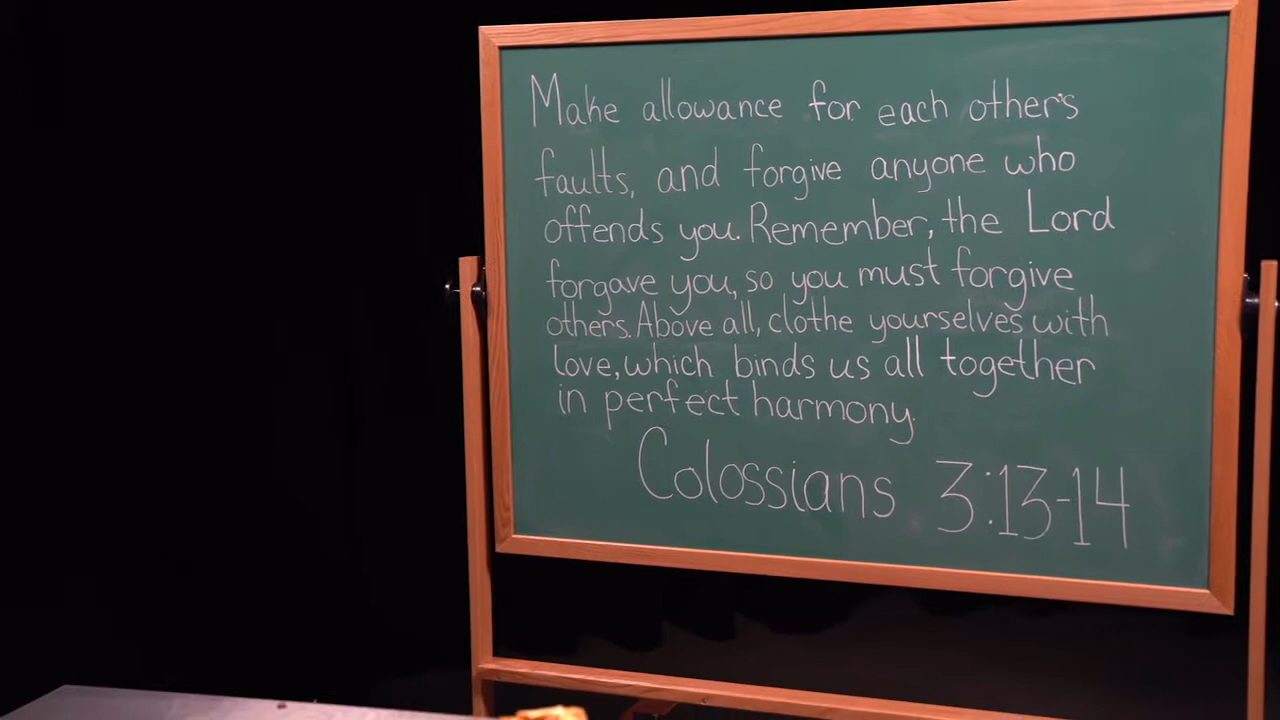 Make allowance for each other's
faults, and forgive anyone who
offends you. Remember, the Lord
forgave you, so you must forgive
others. Above all, clothe yourselves with
love, which binds us all together
in perfect harmony.
Colossians 3:13-14